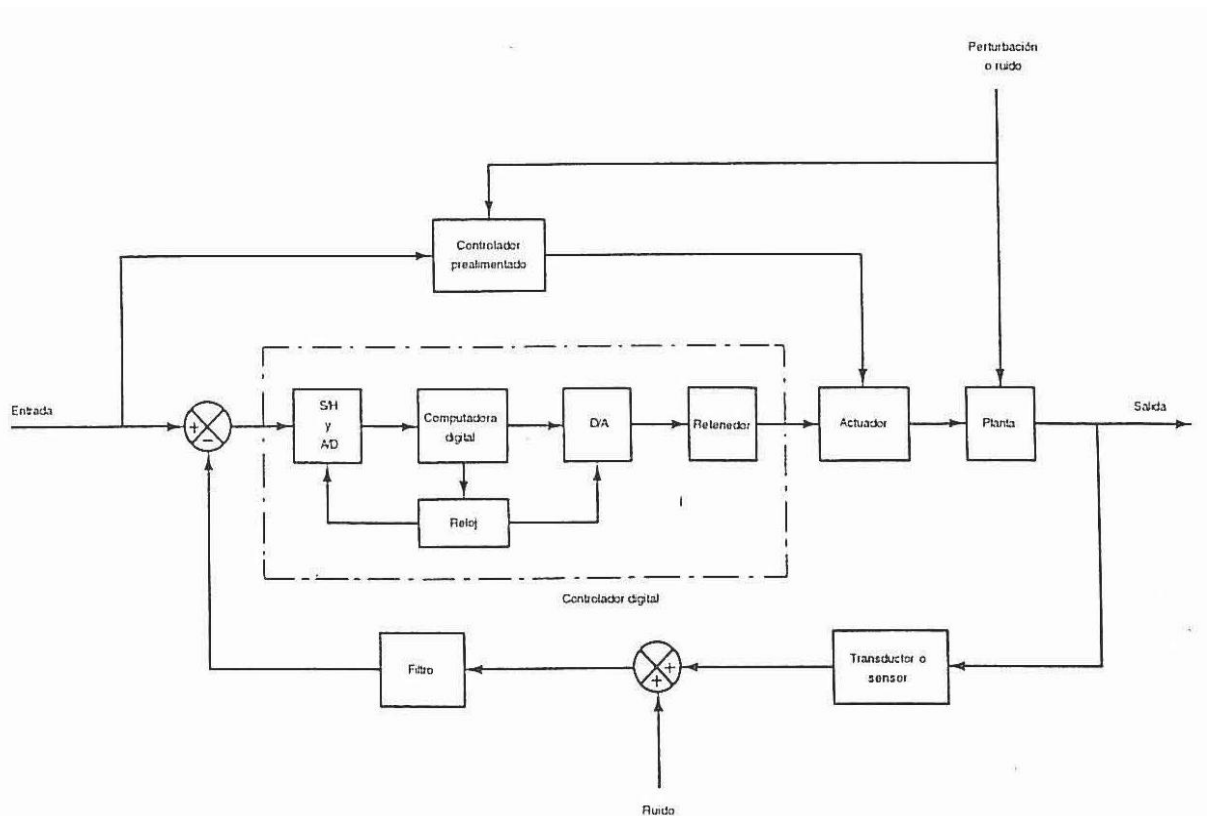 Perturbación
o ruido
Controlador
prealimentado
Entrada
+
−
S/H
y
A/D
Computadora
digital
D/A
Retenedor
Actuador
Planta
Salida
Reloj
Controlador digital
Filtro
+
+
Transductor o
sensor
Ruido